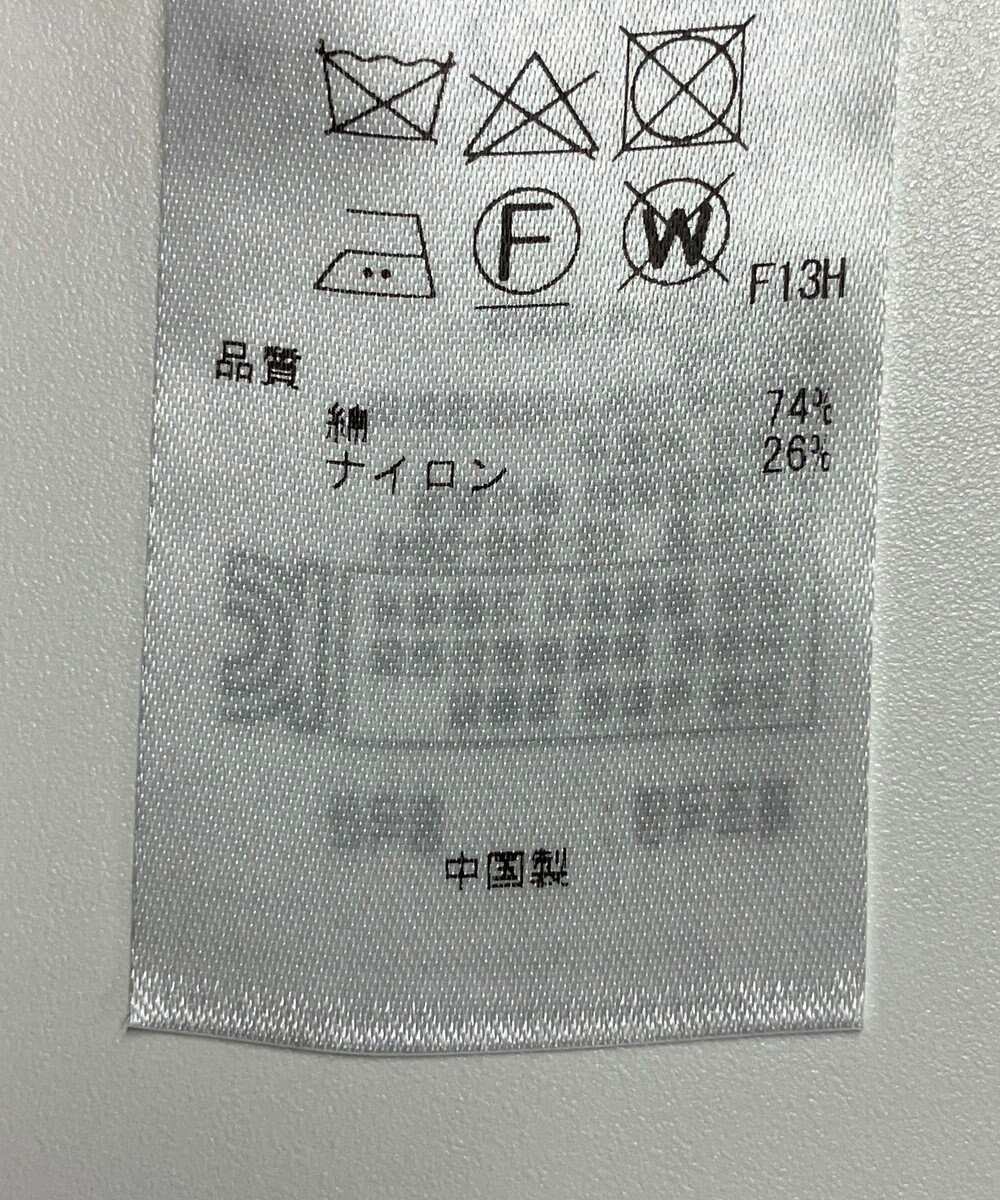 F W F13H
品質
綿 74%
ナイロン 26%
中国製